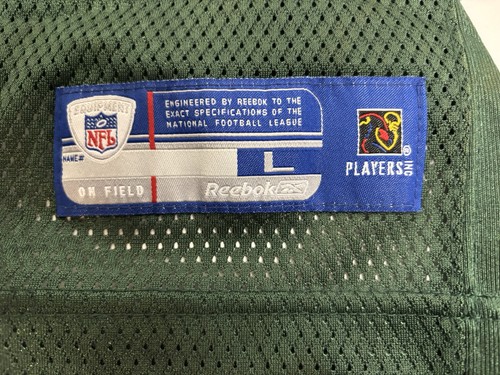 EQUIPMENT
NFL
ENGINEERED BY REEBOK TO THE
EXACT SPECIFICATIONS OF THE
NATIONAL FOOTBALL LEAGUE
NAME#
L
ON FIELD
Reebok
PLAYERS INC